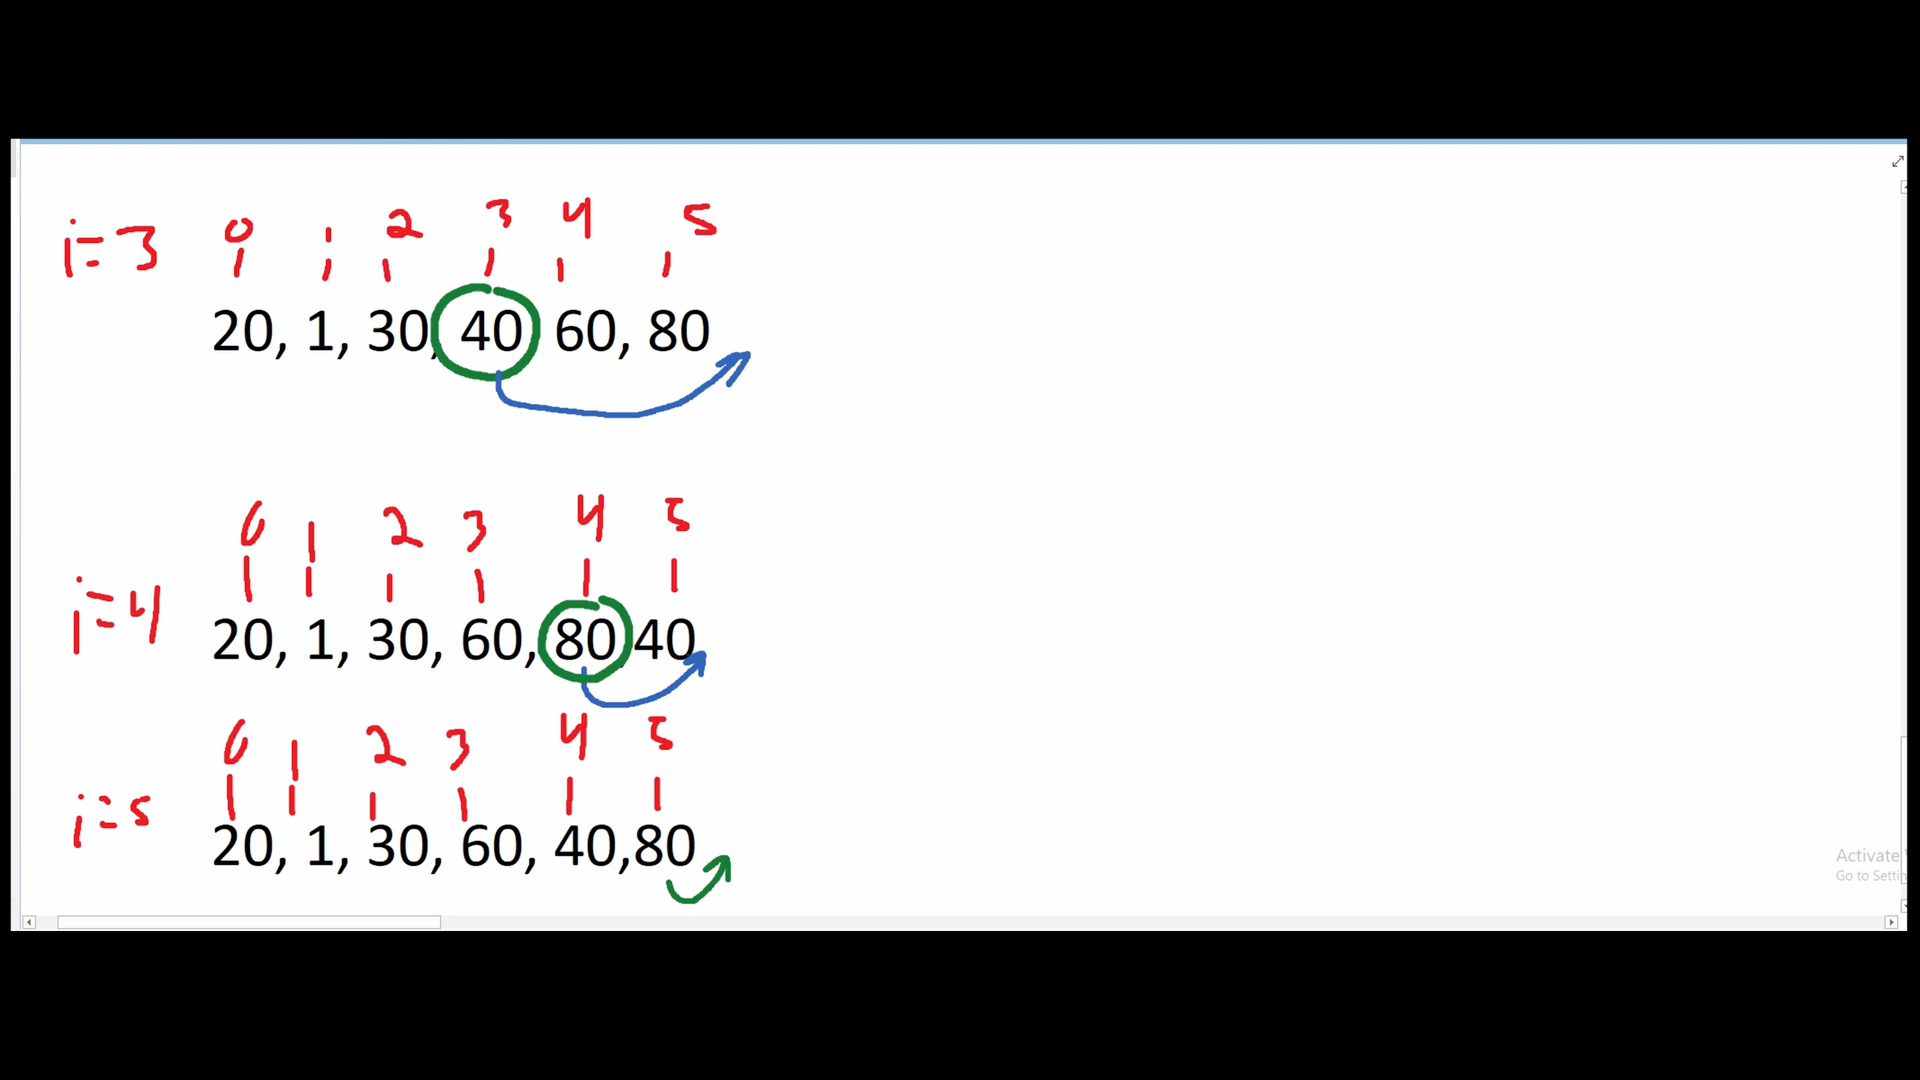 i=3 0 1 2 3 4 5
20, 1, 30, 40 60, 80
0 1 2 3 4 5
i=4 20, 1, 30, 60, 80 40
0 1 2 3 4 5
i=5 20, 1, 30, 60, 40,80
Activate
Go to Settin